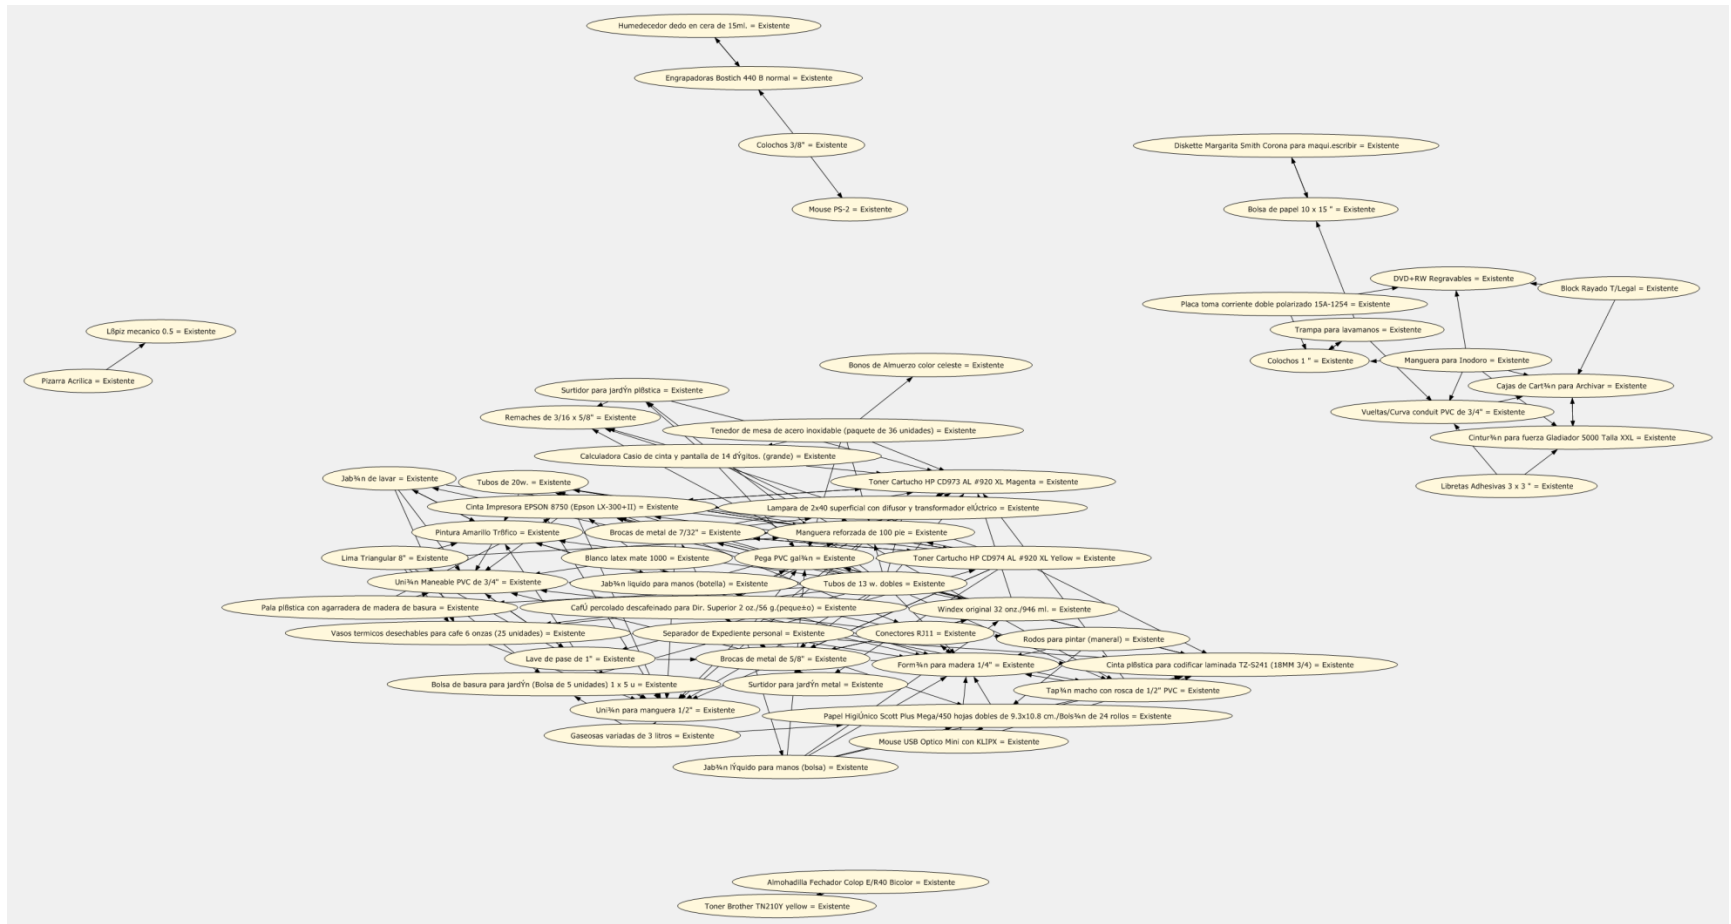 Humedecedor dedo en cera de 15ml. = Existente
Engrapadoras Bostich 440 B normal = Existente
Colochos 3/8" = Existente
Diskette Margarita Smith Corona para maqui.escribir = Existente
Mouse PS-2 = Existente
Bolsa de papel 10 x 15 " = Existente
DVD+RW Regravables = Existente
Block Rayado T/Legal = Existente
Placa toma corriente doble polarizado 15A-1254 = Existente
Lßpiz mecanico 0.5 = Existente
Trampa para lavamanos = Existente
Colochos 1 " = Existente
Manguera para Inodoro = Existente
Bonos de Almuerzo color celeste = Existente
Pizarra Acrilica = Existente
Cajas de Cart¾n para Archivar = Existente
Surtidor para jardÝn plßstica = Existente
Vueltas/Curva conduit PVC de 3/4" = Existente
Remaches de 3/16 x 5/8" = Existente
Tenedor de mesa de acero inoxidable (paquete de 36 unidades) = Existente
Cintur¾n para fuerza Gladiador 5000 Talla XXL = Existente
Calculadora Casio de cinta y pantalla de 14 dÝgitos. (grande) = Existente
Jab¾n de lavar = Existente
Tubos de 20w. = Existente
Toner Cartucho HP CD973 AL #920 XL Magenta = Existente
Libretas Adhesivas 3 x 3 " = Existente
Cinta Impresora EPSON 8750 (Epson LX-300+II) = Existente
Lampara de 2x40 superficial con difusor y transformador elÚctrico = Existente
Pintura Amarillo Trßfico = Existente
Brocas de metal de 7/32" = Existente
Manguera reforzada de 100 pie = Existente
Lima Triangular 8" = Existente
Blanco latex mate 1000 = Existente
Pega PVC gal¾n = Existente
Toner Cartucho HP CD974 AL #920 XL Yellow = Existente
Uni¾n Maneable PVC de 3/4" = Existente
Jab¾n liquido para manos (botella) = Existente
Tubos de 13 w. dobles = Existente
Pala plßstica con agarradera de madera de basura = Existente
CafÚ percolado descafeinado para Dir. Superior 2 oz./56 g.(peque±o) = Existente
Windex original 32 onz./946 ml. = Existente
Vasos termicos desechables para cafe 6 onzas (25 unidades) = Existente
Separador de Expediente personal = Existente
Conectores RJ11 = Existente
Rodos para pintar (maneral) = Existente
Lave de pase de 1" = Existente
Brocas de metal de 5/8" = Existente
Form¾n para madera 1/4" = Existente
Cinta plßstica para codificar laminada TZ-S241 (18MM 3/4) = Existente
Bolsa de basura para jardÝn (Bolsa de 5 unidades) 1 x 5 u = Existente
Surtidor para jardÝn metal = Existente
Tap¾n macho con rosca de 1/2" PVC = Existente
Uni¾n para manguera 1/2" = Existente
Papel HigiÚnico Scott Plus Mega/450 hojas dobles de 9.3x10.8 cm./Bols¾n de 24 rollos = Existente
Gaseosas variadas de 3 litros = Existente
Mouse USB Optico Mini con KLIPX = Existente
Jab¾n lÝquido para manos (bolsa) = Existente
Almohadilla Fechador Colop E/R40 Bicolor = Existente
Toner Brother TN210Y yellow = Existente